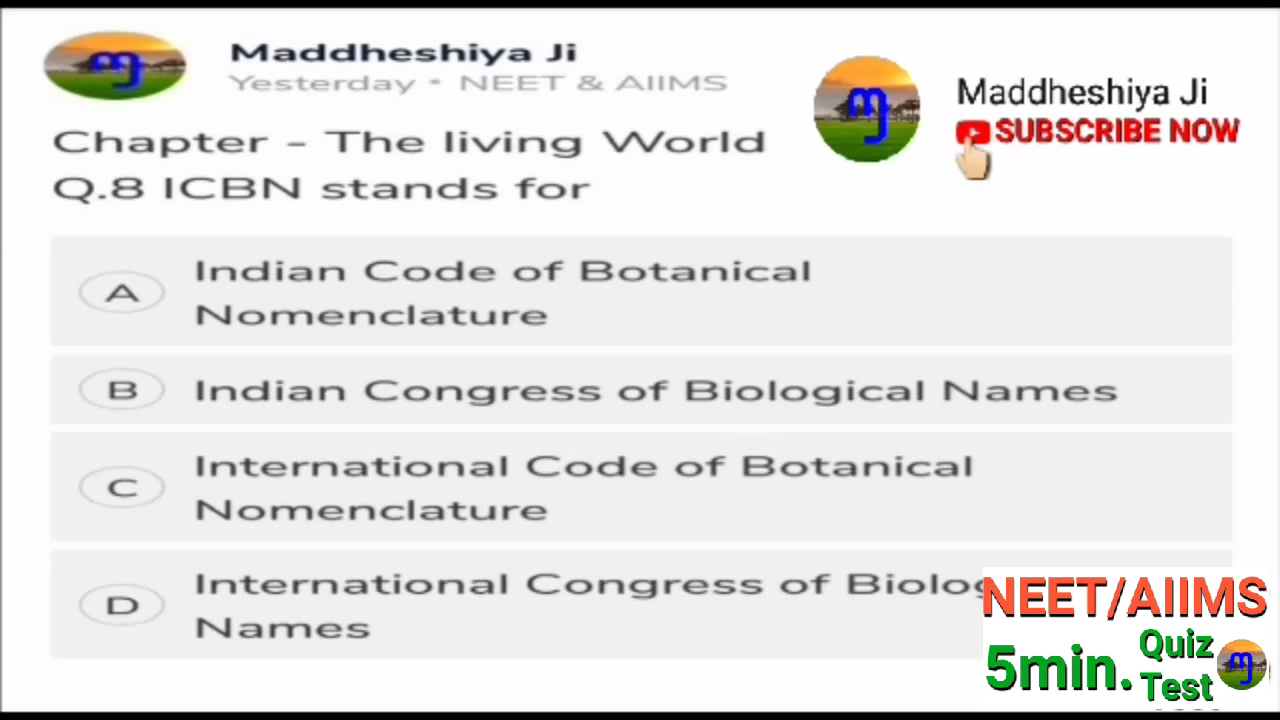 Maddheshiya Ji
Yesterday • NEET & AIIMS
Maddheshiya Ji
SUBSCRIBE NOW
Chapter - The living World
Q.8 ICBN stands for
A Indian Code of Botanical
Nomenclature
B Indian Congress of Biological Names
C International Code of Botanical
Nomenclature
D International Congress of
Names
NEET/AIIMS
5min. Quiz
Test